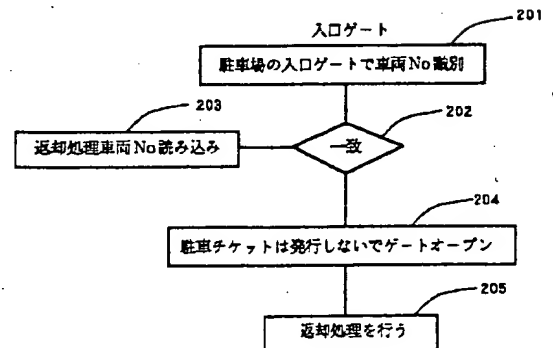 入口ゲート
201
駐車場の入口ゲートで車両No識別
203
202
返却処理車両No読み込み
一致
204
駐車チケットは発行しないでゲートオープン
205
返却処理を行う